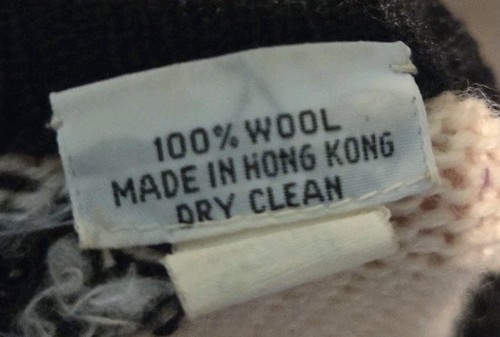 100% WOOL
MADE IN HONG KONG
DRY CLEAN